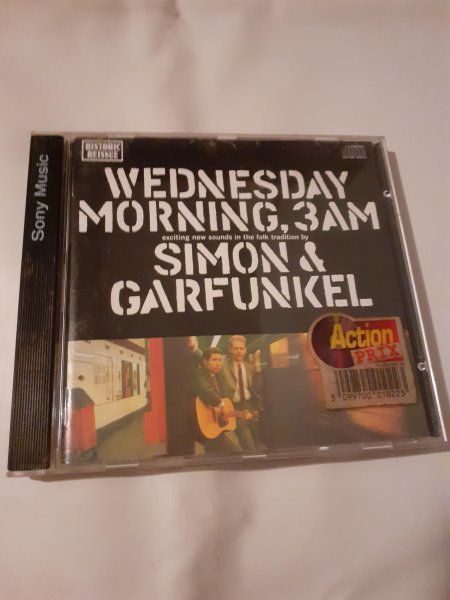 Sony Music
HISTORIC
REISSUE
WEDNESDAY
MORNING, 3AM
exciting new sounds in the folk tradition by
SIMON &
GARFUNKEL
Action
PRIX
5 099700 010223